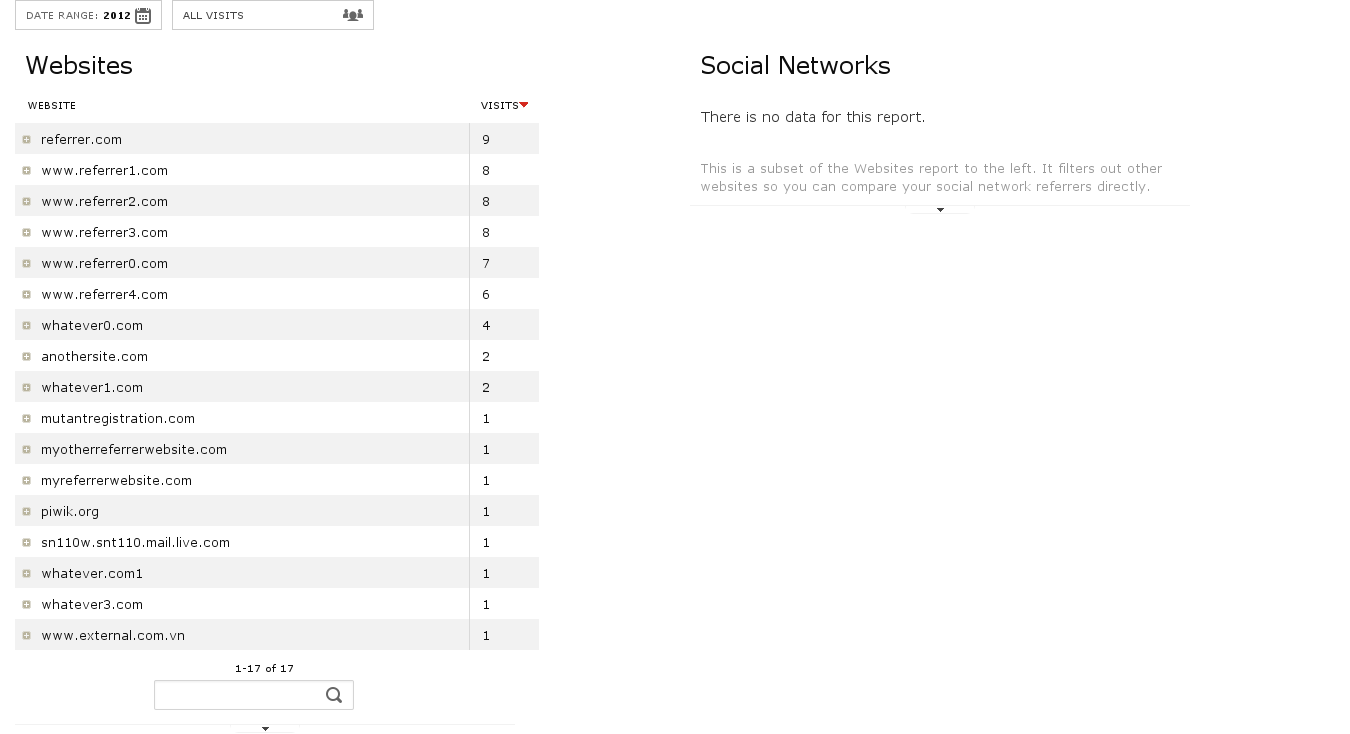 DATE RANGE: 2012
ALL VISITS
Websites
WEBSITE VISITS
referrer.com 9
www.referrer1.com 8
www.referrer2.com 8
www.referrer3.com 8
www.referrer0.com 7
www.referrer4.com 6
whatever0.com 4
anothersite.com 2
whatever1.com 2
mutantregistration.com 1
myotherreferrerwebsite.com 1
myreferrerwebsite.com 1
piwik.org 1
sn110w.snt110.mail.live.com 1
whatever.com1 1
whatever3.com 1
www.external.com.vn 1
1-17 of 17
Social Networks
There is no data for this report.
This is a subset of the Websites report to the left. It filters out other
websites so you can compare your social network referrers directly.